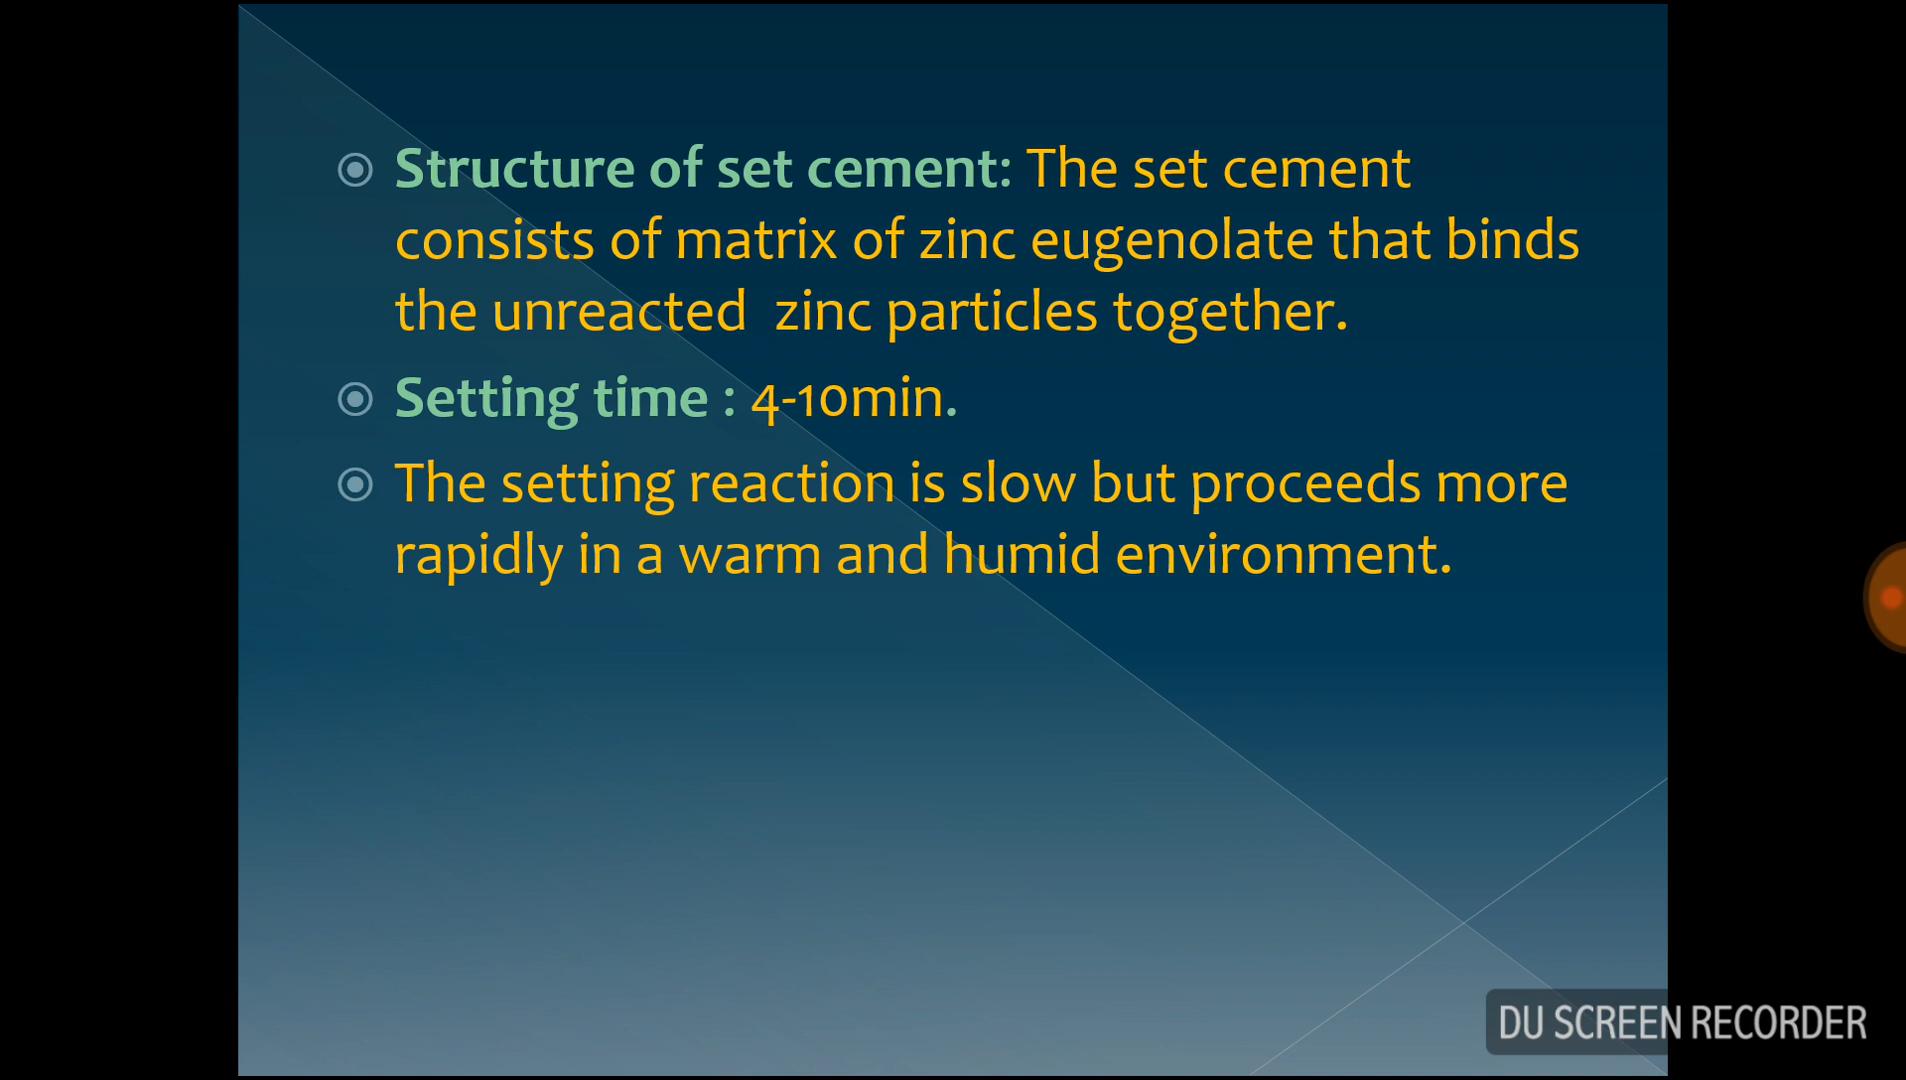 Structure of set cement: The set cement
consists of matrix of zinc eugenolate that binds
the unreacted  zinc particles together.
Setting time : 4-10min.
The setting reaction is slow but proceeds more
rapidly in a warm and humid environment.
DU SCREEN RECORDER